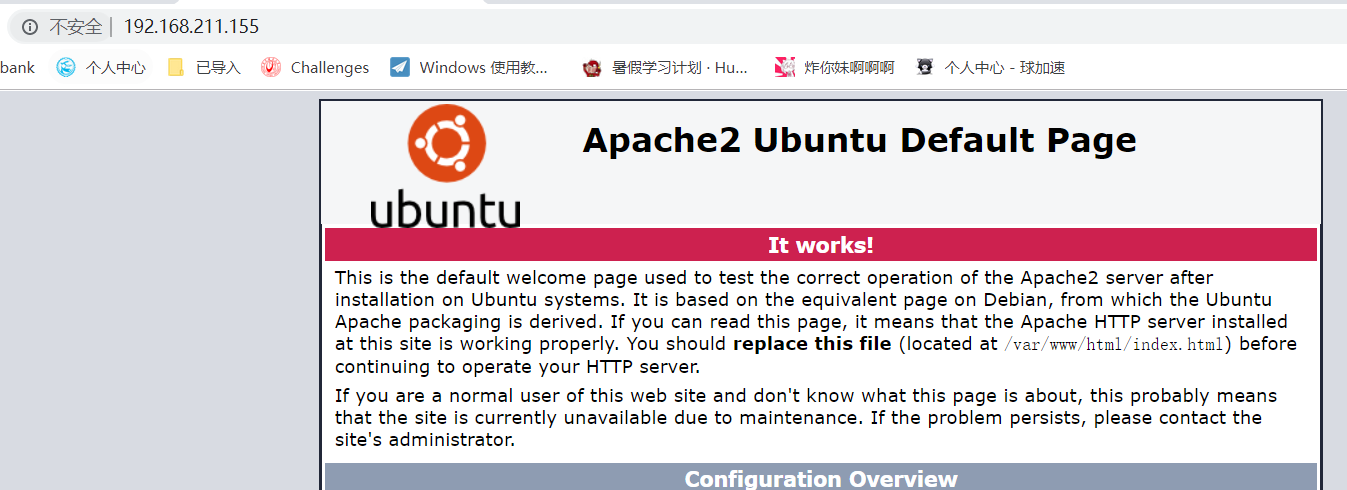 不安全 | 192.168.211.155
bank 个人中心 已导入 Challenges Windows 使用教... 暑假学习计划 · Hu... 炸你妹啊啊啊 个人中心 - 球加速
ubuntu
Apache2 Ubuntu Default Page
It works!
This is the default welcome page used to test the correct operation of the Apache2 server after
installation on Ubuntu systems. It is based on the equivalent page on Debian, from which the Ubuntu
Apache packaging is derived. If you can read this page, it means that the Apache HTTP server installed
at this site is working properly. You should replace this file (located at /var/www/html/index.html) before
continuing to operate your HTTP server.
If you are a normal user of this web site and don't know what this page is about, this probably means
that the site is currently unavailable due to maintenance. If the problem persists, please contact the
site's administrator.
Configuration Overview